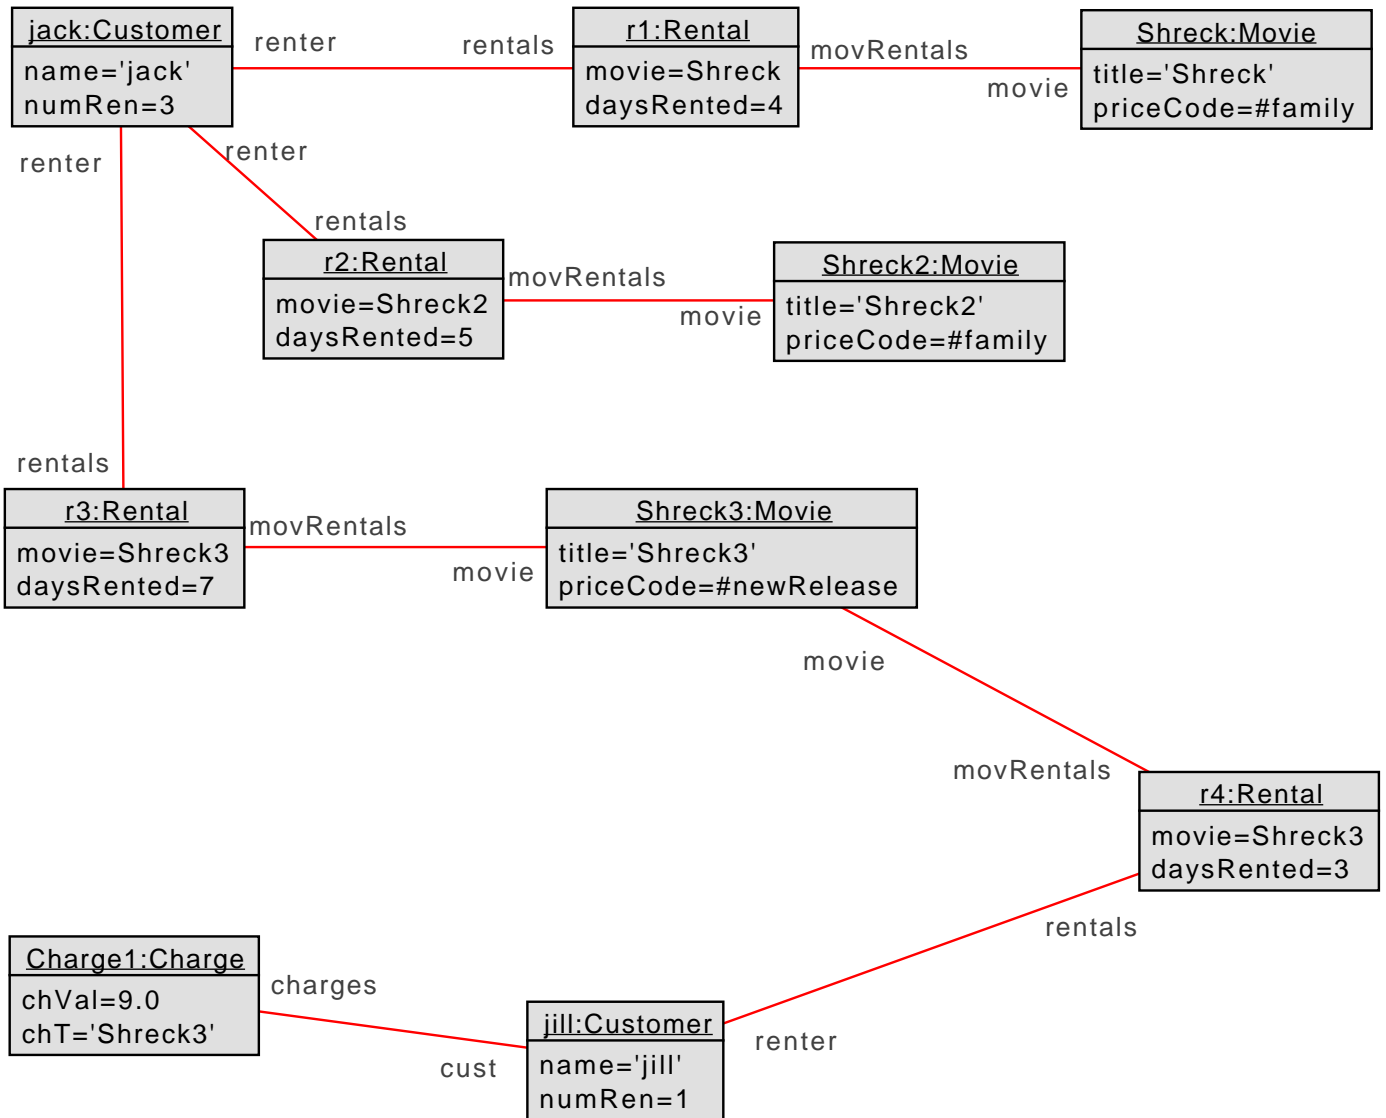 jack:Customer
name='jack'
numRen=3
renter
rentals
r1:Rental
movie=Shreck
daysRented=4
movRentals
movie
Shreck:Movie
title='Shreck'
priceCode=#family
renter
renter
rentals
r2:Rental
movie=Shreck2
daysRented=5
movRentals
movie
Shreck2:Movie
title='Shreck2'
priceCode=#family
rentals
r3:Rental
movie=Shreck3
daysRented=7
movRentals
movie
Shreck3:Movie
title='Shreck3'
priceCode=#newRelease
movie
movRentals
r4:Rental
movie=Shreck3
daysRented=3
rentals
Charge1:Charge
chVal=9.0
chT='Shreck3'
charges
cust
jill:Customer
name='jill'
numRen=1
renter